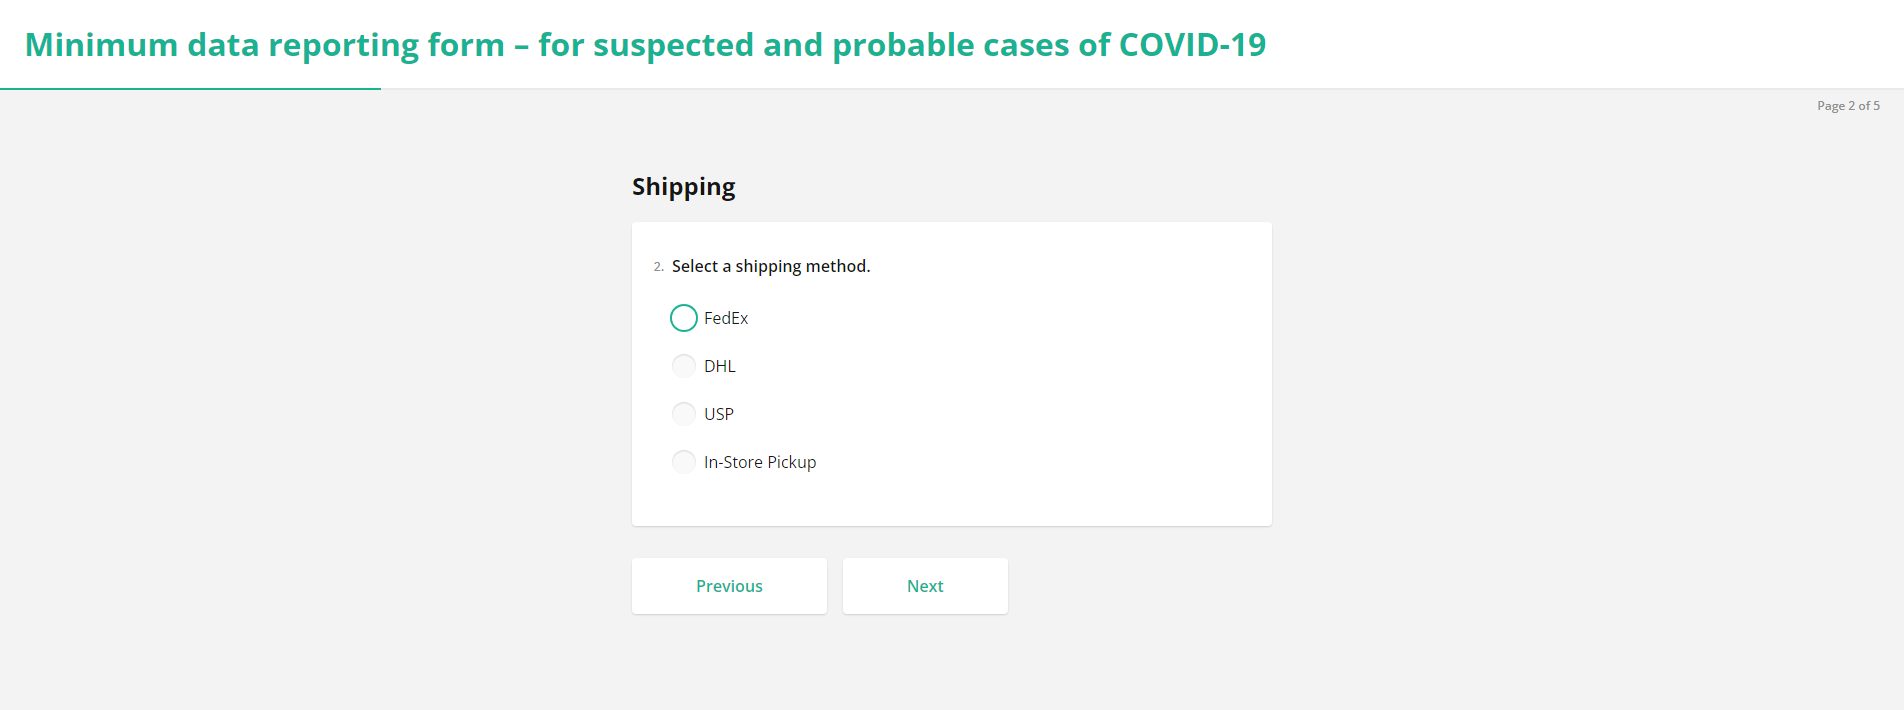 Minimum data reporting form – for suspected and probable cases of COVID-19
Page 2 of 5
Shipping
2. Select a shipping method.
FedEx
DHL
USP
In-Store Pickup
Previous
Next